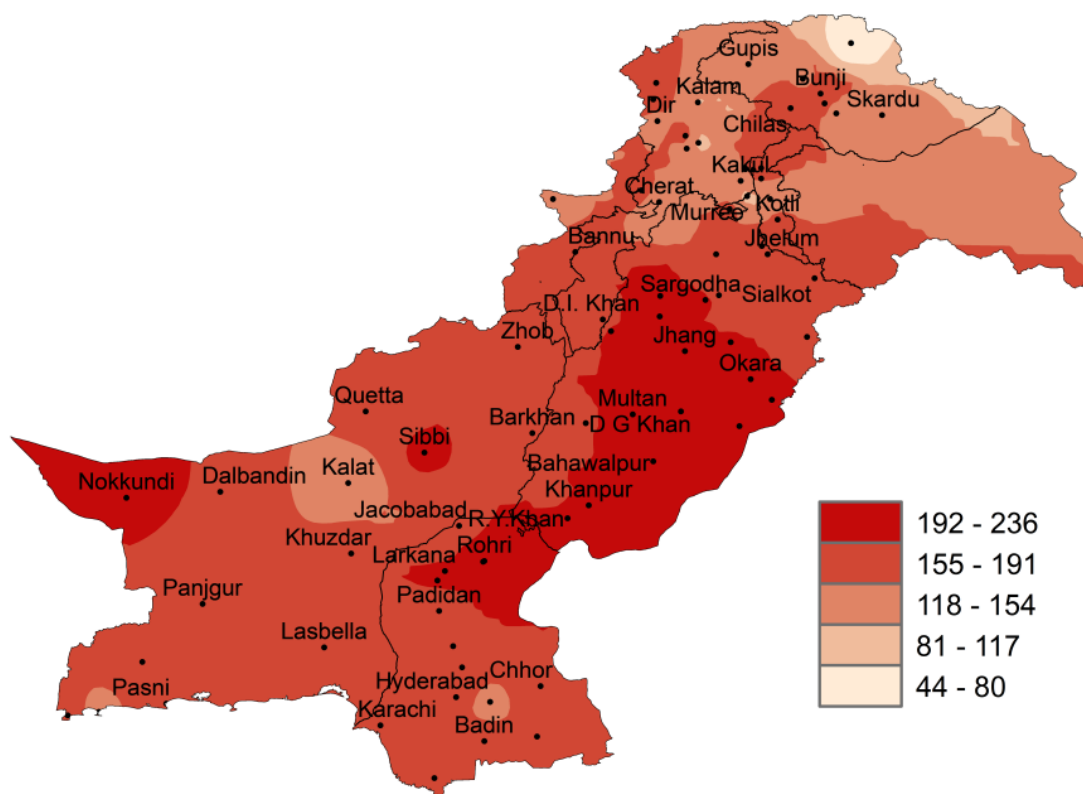 Gupis
Bunji
Kalam
Skardu
Dir
Chilas
Kakul
Cherat
Kotli
Murree
Bannu
Jhelum
Sargodha
Sialkot
D.I. Khan
Zhob
Jhang
Okara
Quetta
Multan
Barkhan
D G Khan
Sibbi
Bahawalpur
Kalat
Dalbandin
Nokkundi
Khanpur
Jacobabad
R.Y.Khan
Khuzdar
Rohri
Larkana
Panjgur
Padidan
Lasbella
Chhor
Hyderabad
Pasni
Karachi
Badin
192 - 236
155 - 191
118 - 154
81 - 117
44 - 80